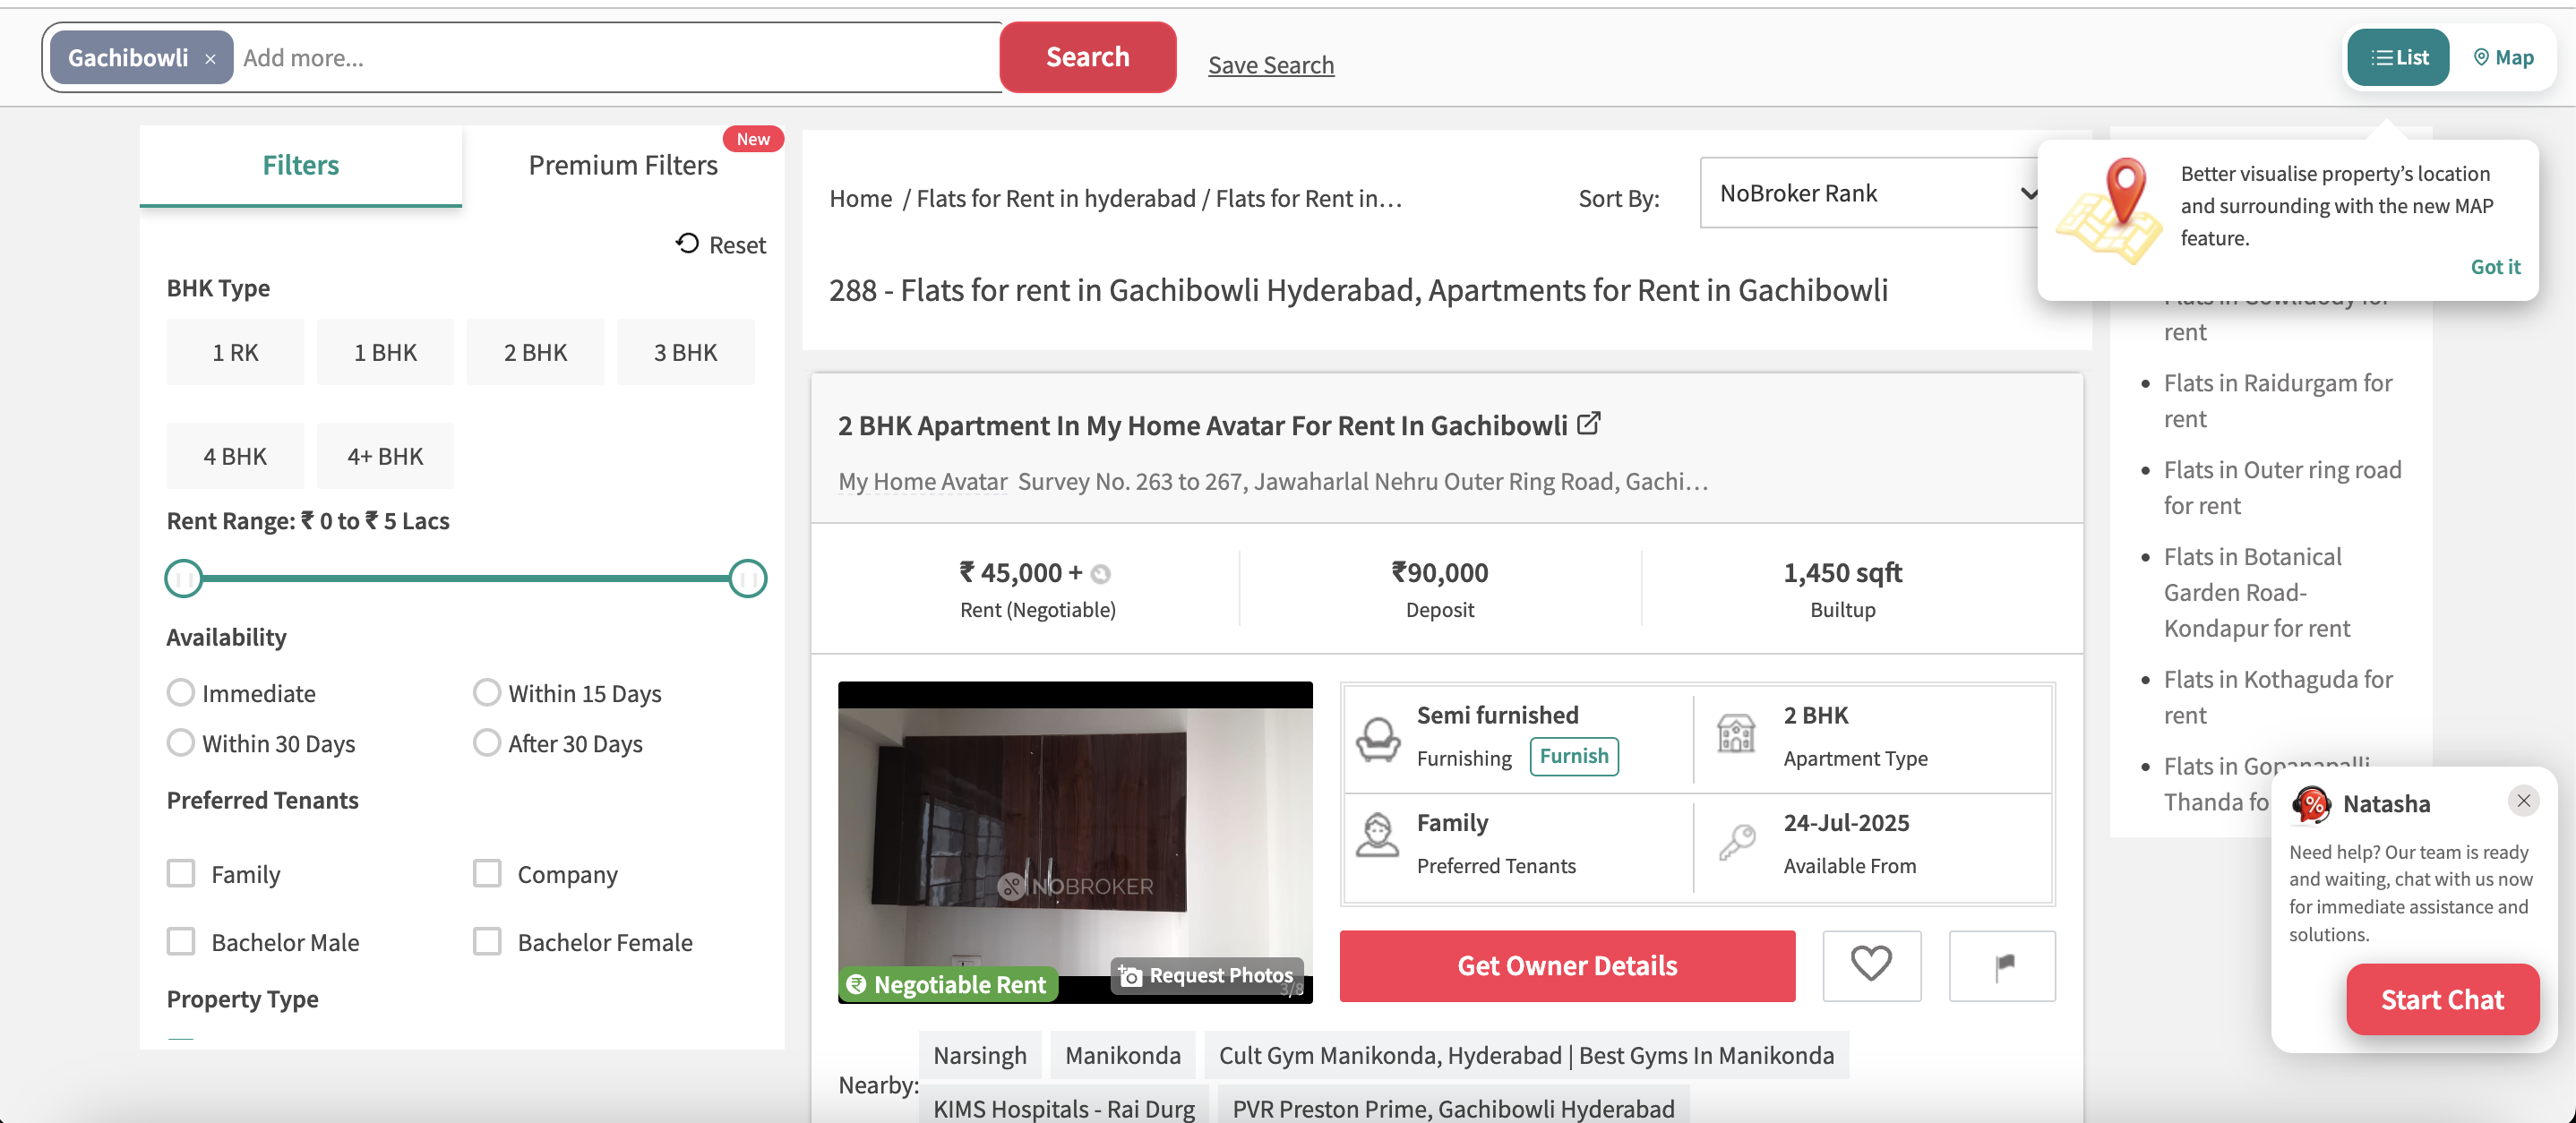 Gachibowli ×
Add more...
Search
Save Search
List
Map
Filters
Premium Filters
New
Reset
BHK Type
1 RK
1 BHK
2 BHK
3 BHK
4 BHK
4+ BHK
Rent Range: ₹ 0 to ₹ 5 Lacs
Availability
Immediate
Within 15 Days
Within 30 Days
After 30 Days
Preferred Tenants
Family
Company
Bachelor Male
Bachelor Female
Property Type
Home / Flats for Rent in hyderabad / Flats for Rent in...
Sort By:
NoBroker Rank
288 - Flats for rent in Gachibowli Hyderabad, Apartments for Rent in Gachibowli
2 BHK Apartment In My Home Avatar For Rent In Gachibowli
My Home Avatar Survey No. 263 to 267, Jawaharlal Nehru Outer Ring Road, Gachi...
₹ 45,000 +
Rent (Negotiable)
₹90,000
Deposit
1,450 sqft
Builtup
NOBROKER
Negotiable Rent
Request Photos
3/8
Semi furnished
Furnishing
Furnish
2 BHK
Apartment Type
Family
Preferred Tenants
24-Jul-2025
Available From
Get Owner Details
Nearby:
Narsingh
Manikonda
Cult Gym Manikonda, Hyderabad | Best Gyms In Manikonda
KIMS Hospitals - Rai Durg
PVR Preston Prime, Gachibowli Hyderabad
Better visualise property's location
and surrounding with the new MAP
feature.
Got it
rent
• Flats in Raidurgam for
rent
• Flats in Outer ring road
for rent
• Flats in Botanical
Garden Road-
Kondapur for rent
• Flats in Kothaguda for
rent
• Flats in Gopanapalli
Thanda fo
Natasha
Need help? Our team is ready
and waiting, chat with us now
for immediate assistance and
solutions.
Start Chat